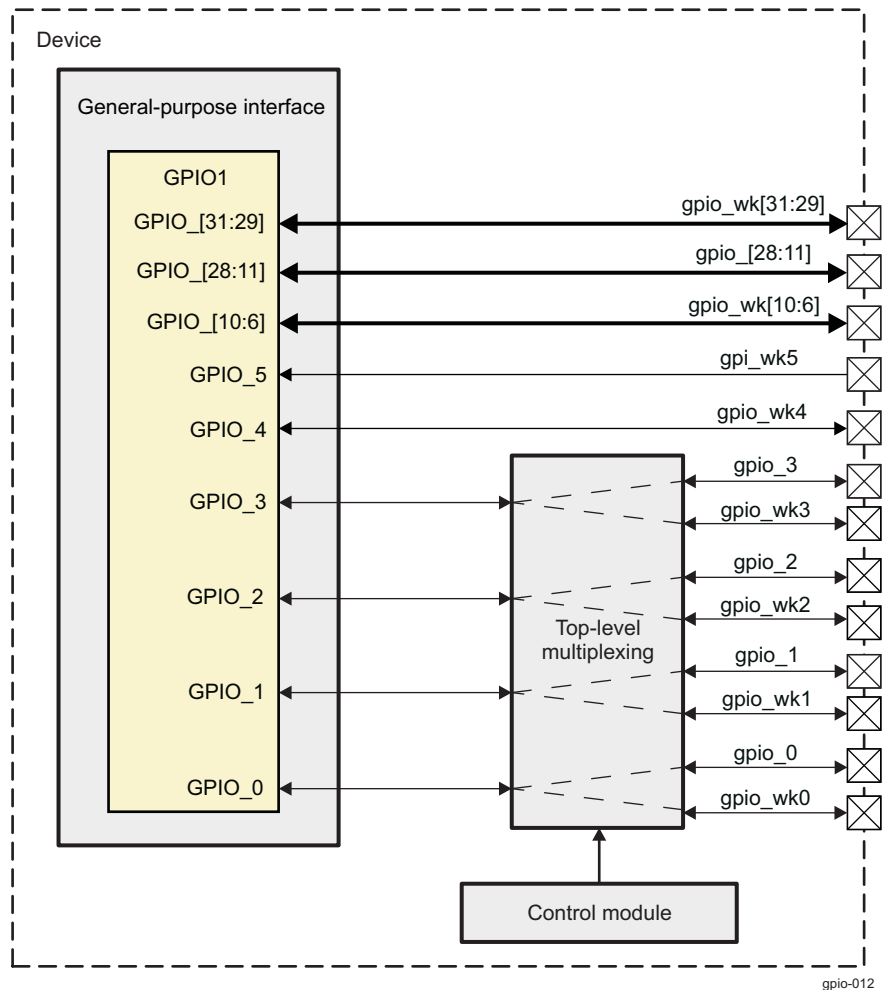 Device
General-purpose interface
GPIO1
GPIO_[31:29]
gpio_wk[31:29]
GPIO_[28:11]
gpio_[28:11]
GPIO_[10:6]
gpio_wk[10:6]
GPIO_5
gpi_wk5
GPIO_4
gpio_wk4
GPIO_3
gpio_3
gpio_wk3
GPIO_2
gpio_2
gpio_wk2
Top-level
multiplexing
GPIO_1
gpio_1
gpio_wk1
GPIO_0
gpio_0
gpio_wk0
Control module
gpio-012